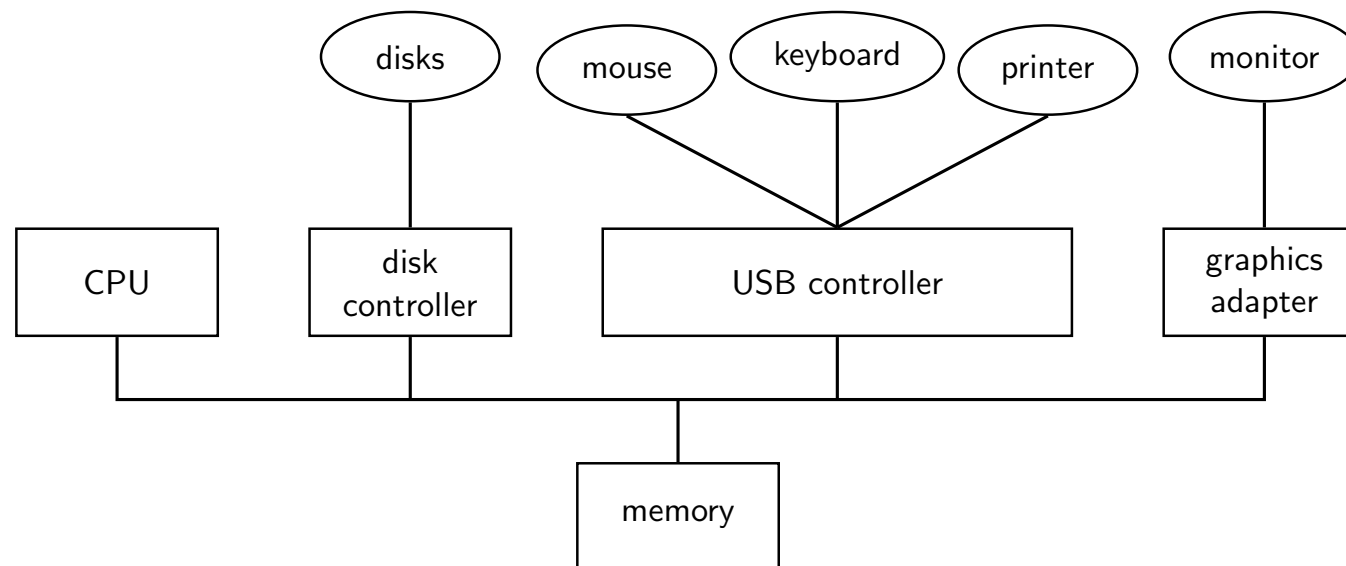 disks
mouse
keyboard
printer
monitor
CPU
disk
controller
USB controller
graphics
adapter
memory